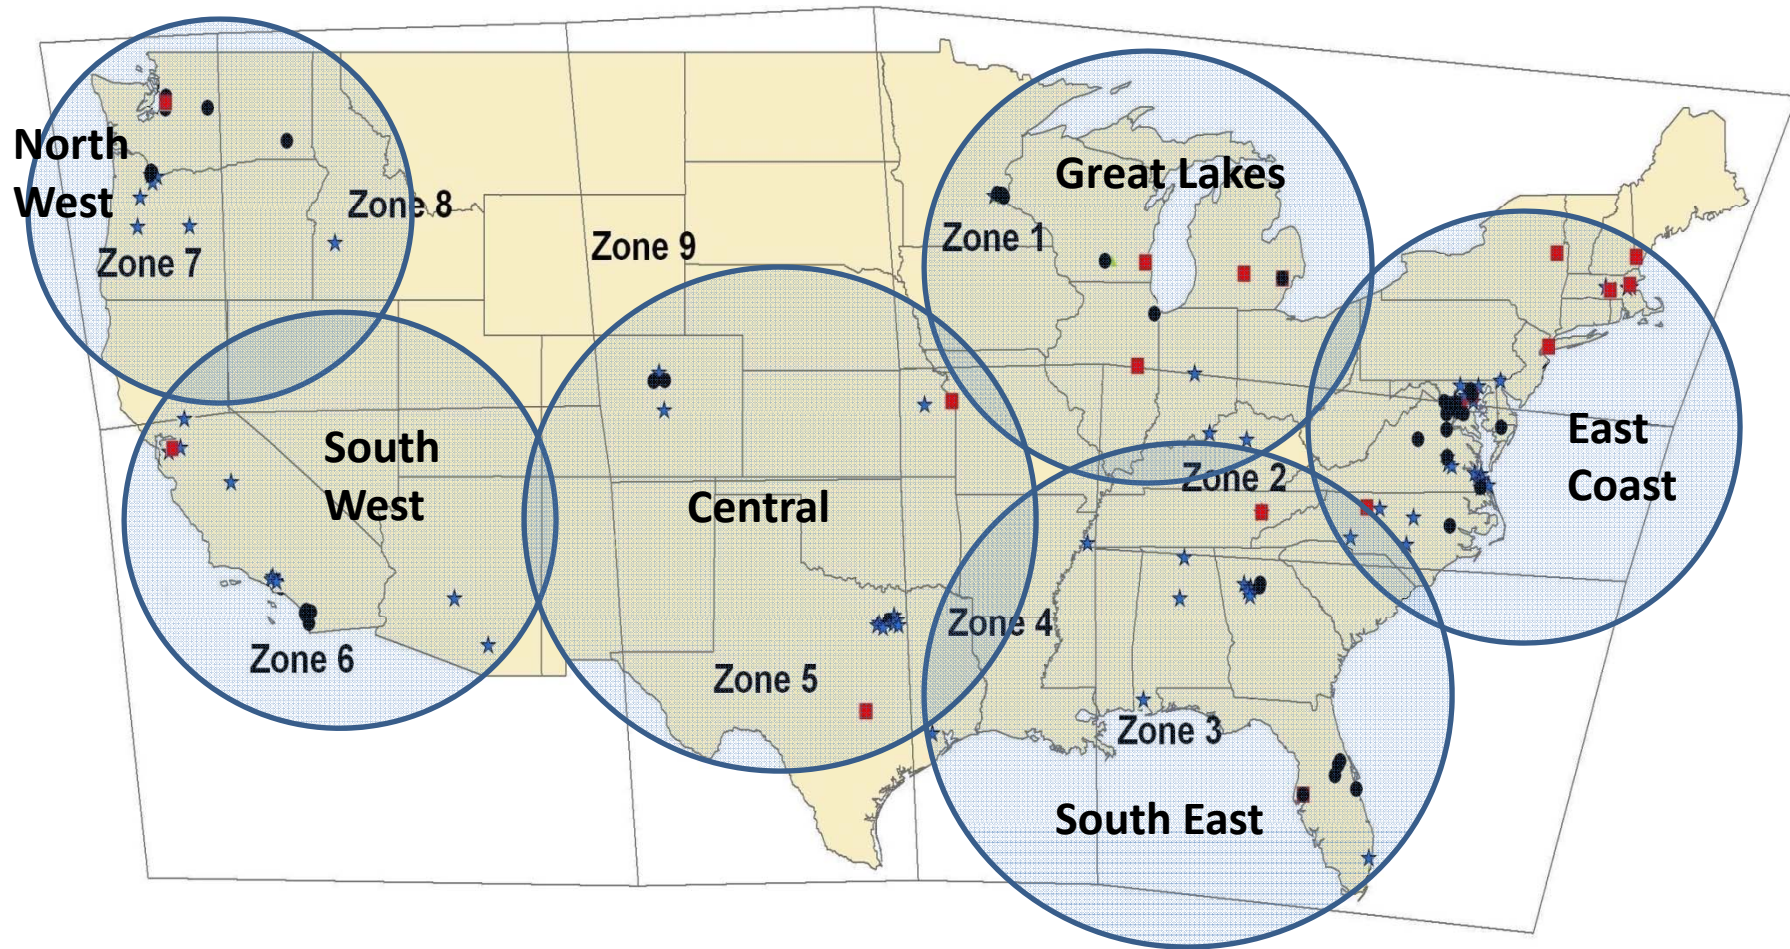 North
West
Great Lakes
Zone 8
Zone 1
Zone 9
Zone 7
East
Coast
South
West
Zone 2
Central
Zone 4
Zone 6
Zone 5
Zone 3
South East